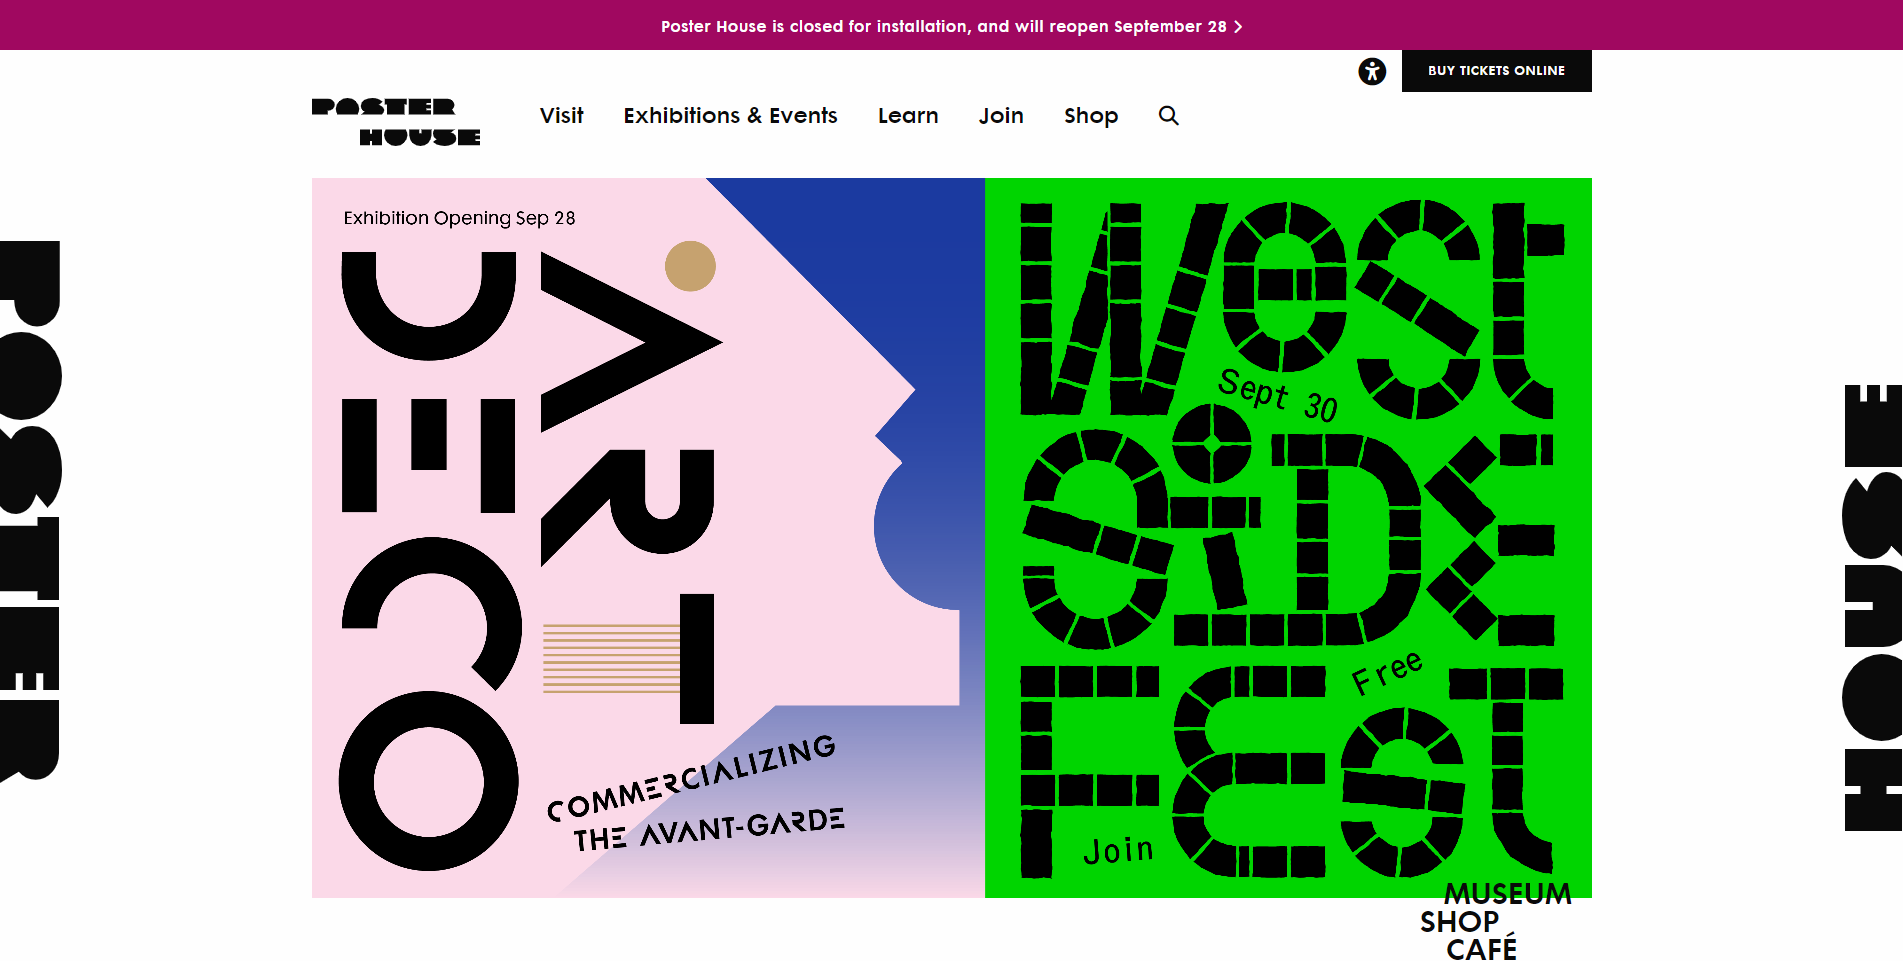 Poster House is closed for installation, and will reopen September 28
BUY TICKETS ONLINE
POSTER
HOUSE
Visit
Exhibitions & Events
Learn
Join
Shop
POSTER
Exhibition Opening Sep 28
ART
DECO
COMMERCIALIZING
THE AVANT-GARDE
West
Sept 30
SiDE
Free
FEst
Join
HOUSE
MUSEUM
SHOP
CAFÉ